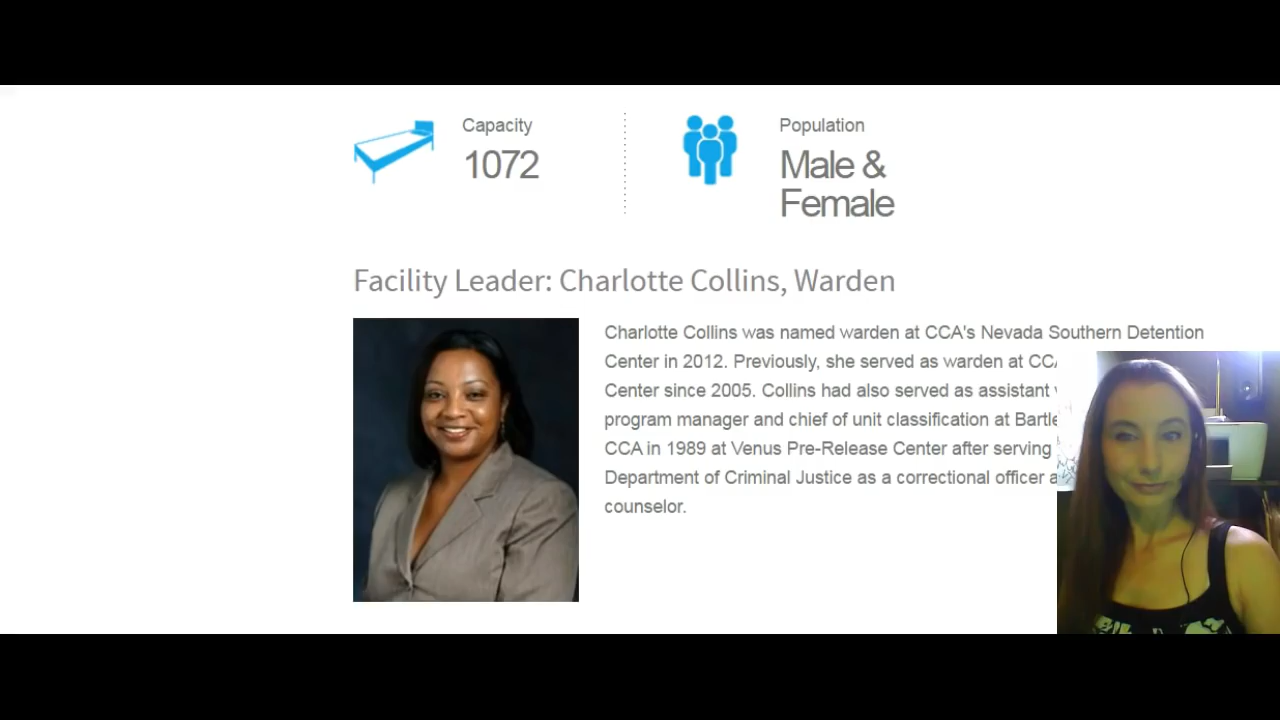 Capacity
1072
Population
Male &
Female
Facility Leader: Charlotte Collins, Warden
Charlotte Collins was named warden at CCA's Nevada Southern Detention
Center in 2012. Previously, she served as warden at CCA
Center since 2005. Collins had also served as assistant
program manager and chief of unit classification at
CCA in 1989 at Venus Pre-Release Center after serving
Department of Criminal Justice as a correctional officer
counselor.